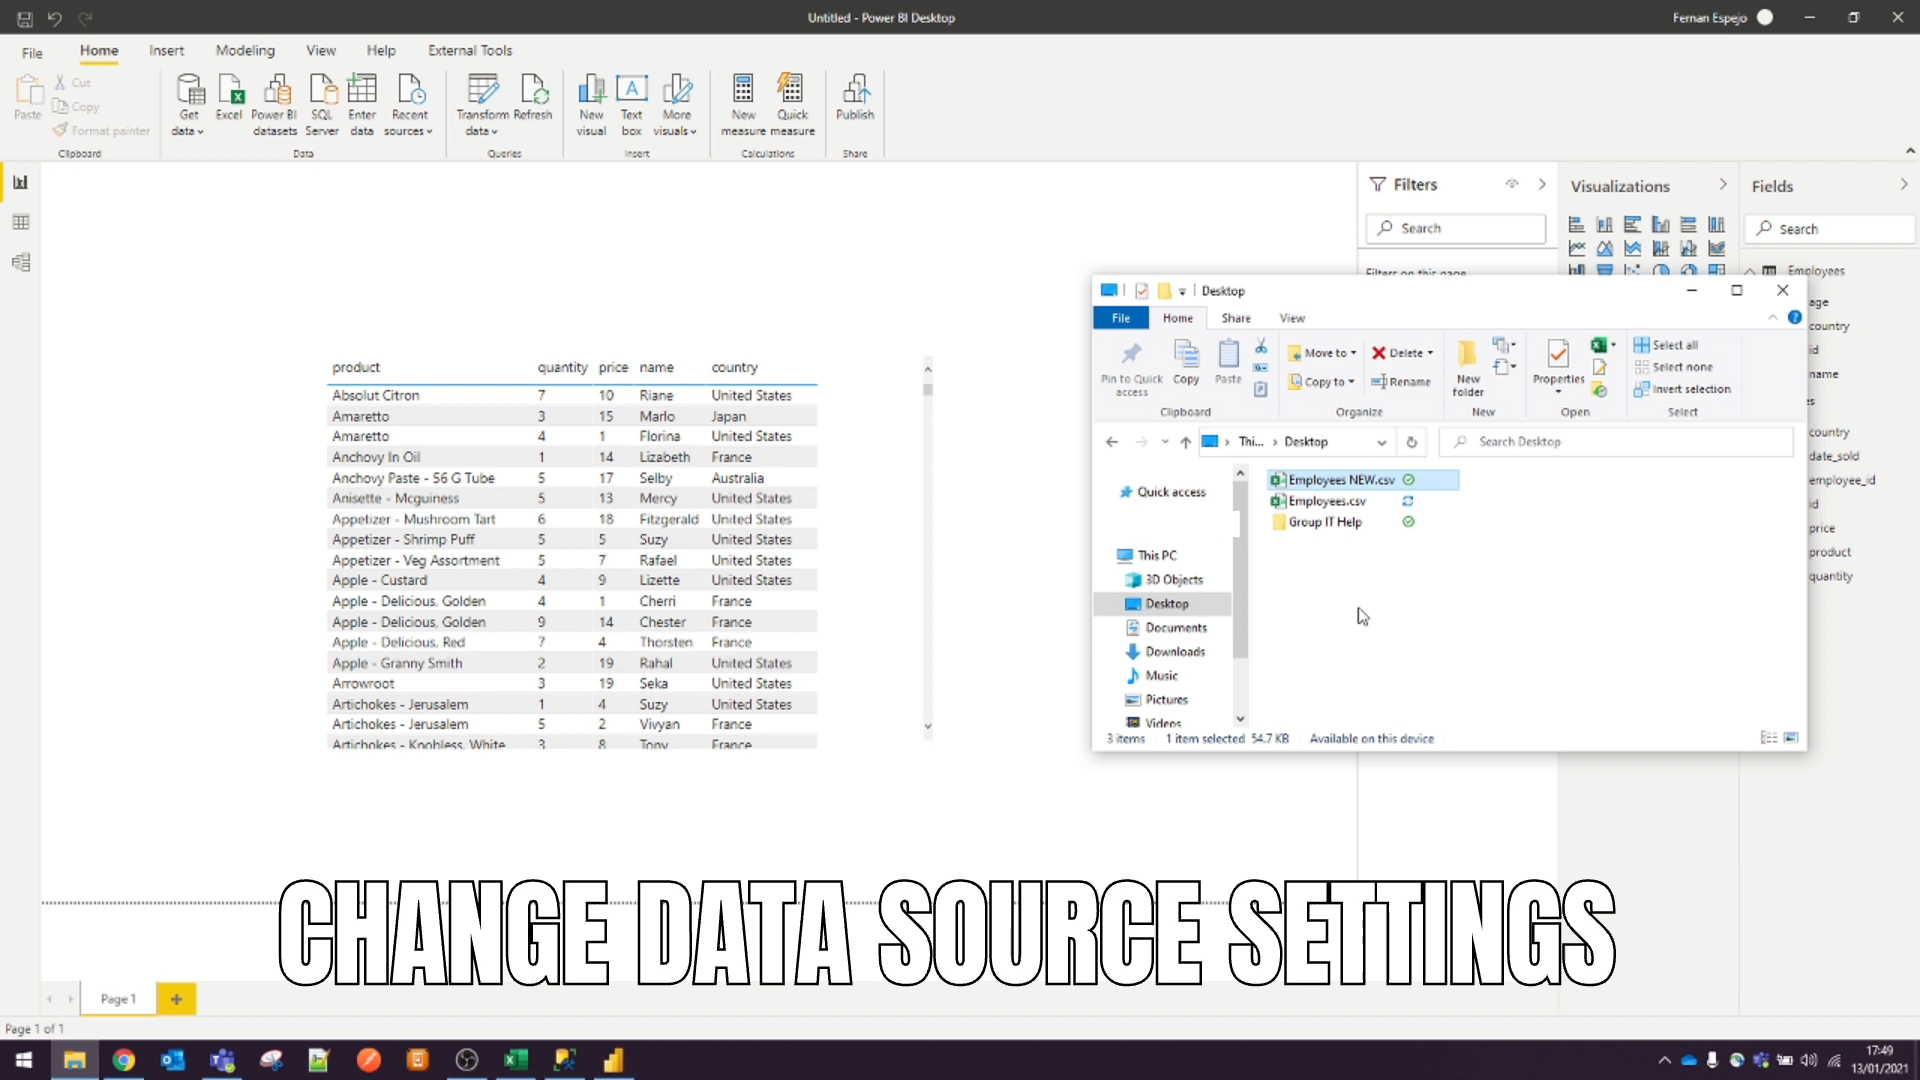 Untitled - Power BI Desktop
Fernan Espejo
File Home Insert Modeling View Help External Tools
Paste
Cut
Copy
Format painter
Clipboard
Get data
Excel
Power BI datasets
SQL Server
Enter data
Recent sources
Data
Transform data
Refresh
Queries
New visual
Text box
More visuals
Insert
New measure
Quick measure
Calculations
Publish
Share
Filters
Search
Filters on this page
Visualizations
Fields
Search
Employees
age
country
id
name
country
date_sold
employee_id
id
price
product
quantity
product quantity price name country
Absolut Citron 7 10 Riane United States
Amaretto 3 15 Marlo Japan
Amaretto 4 1 Florina United States
Anchovy In Oil 1 14 Lizabeth France
Anchovy Paste - 56 G Tube 5 17 Selby Australia
Anisette - Mcguiness 5 13 Mercy United States
Appetizer - Mushroom Tart 6 18 Fitzgerald United States
Appetizer - Shrimp Puff 5 5 Suzy United States
Appetizer - Veg Assortment 5 7 Rafael United States
Apple - Custard 4 9 Lizette United States
Apple - Delicious, Golden 4 1 Cherri France
Apple - Delicious, Golden 9 14 Chester France
Apple - Delicious, Red 7 4 Thorsten France
Apple - Granny Smith 2 19 Rahal United States
Arrowroot 3 19 Seka United States
Artichokes - Jerusalem 1 4 Suzy United States
Artichokes - Jerusalem 5 2 Vivyan France
Artichokes - Knobless, White 3 8 Tony France
Desktop
File Home Share View
Pin to Quick access
Copy
Paste
Clipboard
Move to
Copy to
Delete
Rename
Organize
New folder
New
Properties
Open
Select all
Select none
Invert selection
Select
Thi... Desktop
Search Desktop
Quick access
This PC
3D Objects
Desktop
Documents
Downloads
Music
Pictures
Videos
Employees NEW.csv
Employees.csv
Group IT Help
3 items 1 item selected 54.7 KB Available on this device
CHANGE DATA SOURCE SETTINGS
Page 1
Page 1 of 1
17:49
13/01/2021